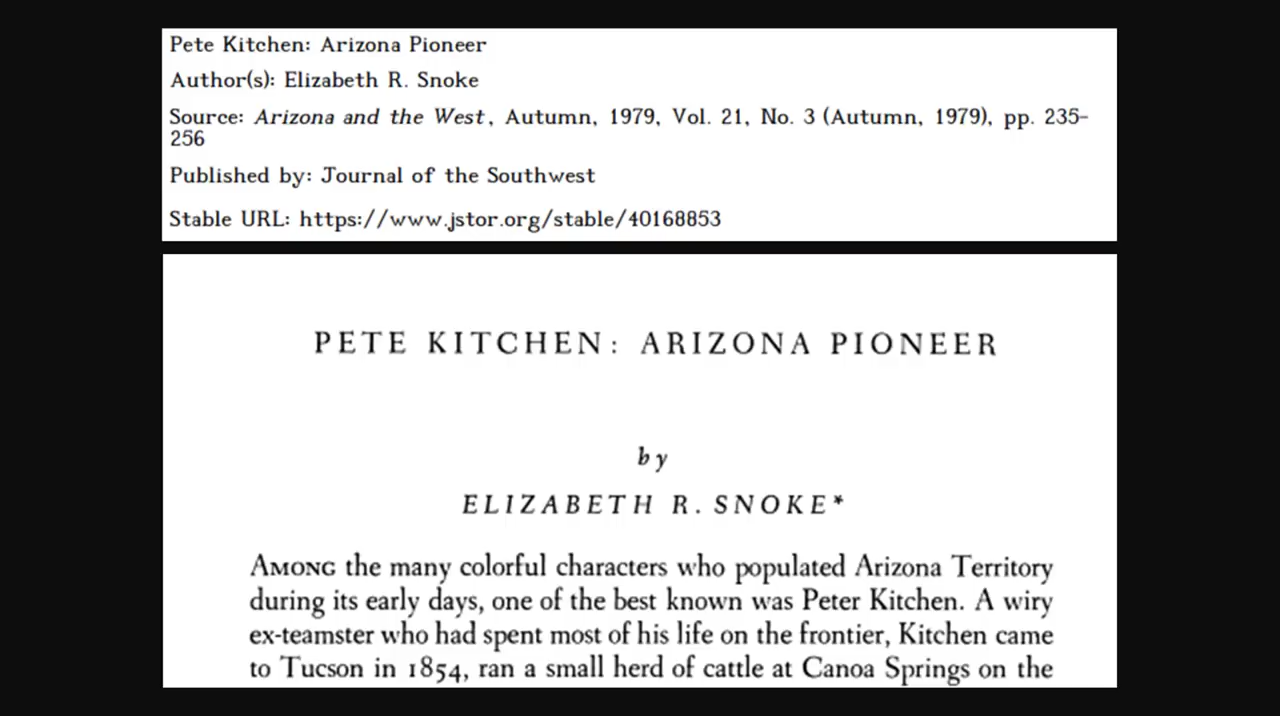 Pete Kitchen: Arizona Pioneer
Author(s): Elizabeth R. Snoke
Source: Arizona and the West, Autumn, 1979, Vol. 21, No. 3 (Autumn, 1979), pp. 235-
256
Published by: Journal of the Southwest
Stable URL: https://www.jstor.org/stable/40168853
PETE KITCHEN: ARIZONA PIONEER
by
ELIZABETH R. SNOKE*
AMONG the many colorful characters who populated Arizona Territory
during its early days, one of the best known was Peter Kitchen. A wiry
ex-teamster who had spent most of his life on the frontier, Kitchen came
to Tucson in 1854, ran a small herd of cattle at Canoa Springs on the